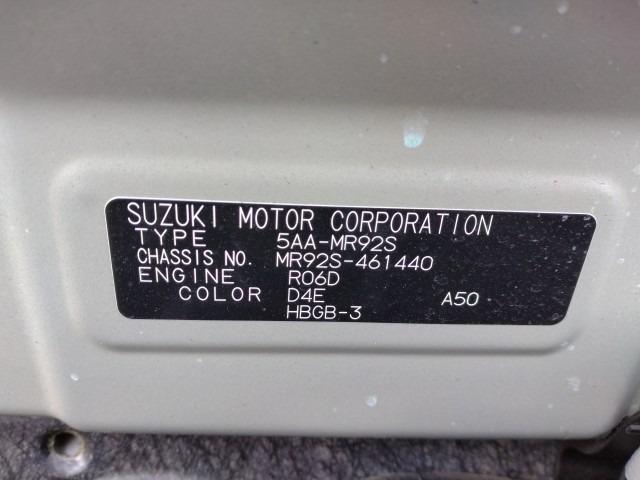 SUZUKI MOTOR CORPORATION
TYPE 5AA-MR92S
CHASSIS NO. MR92S-461440
ENGINE R06D
COLOR D4E A50
HBGB-3